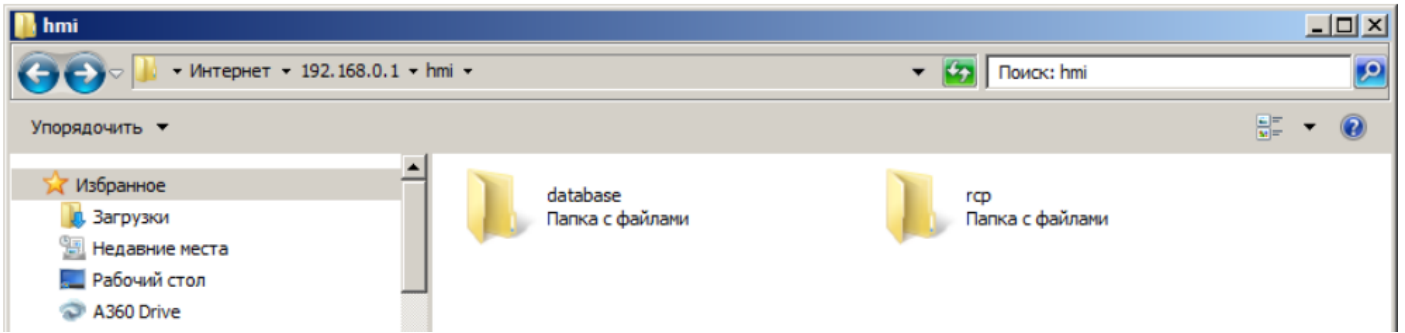 hmi
Интернет 192.168.0.1 hmi
Поиск: hmi
Упорядочить
Избранное
Загрузки
Недавние места
Рабочий стол
A360 Drive
database
Папка с файлами
rcp
Папка с файлами